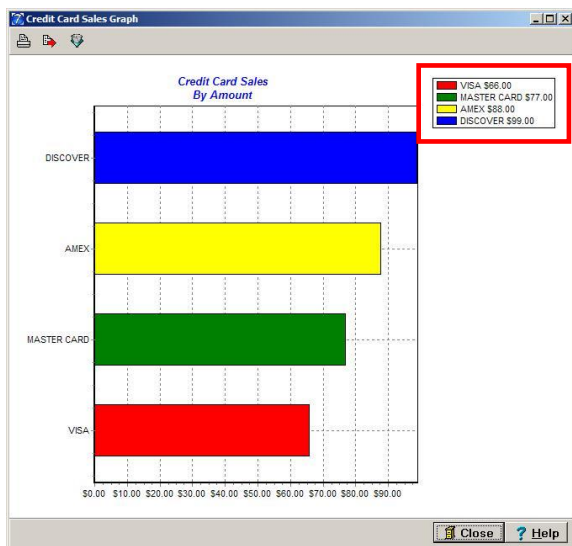 Credit Card Sales Graph
Credit Card Sales
By Amount
VISA $66.00
MASTER CARD $77.00
AMEX $88.00
DISCOVER $99.00
DISCOVER
AMEX
MASTER CARD
VISA
$0.00 $10.00 $20.00 $30.00 $40.00 $50.00 $60.00 $70.00 $80.00 $90.00
Close ? Help